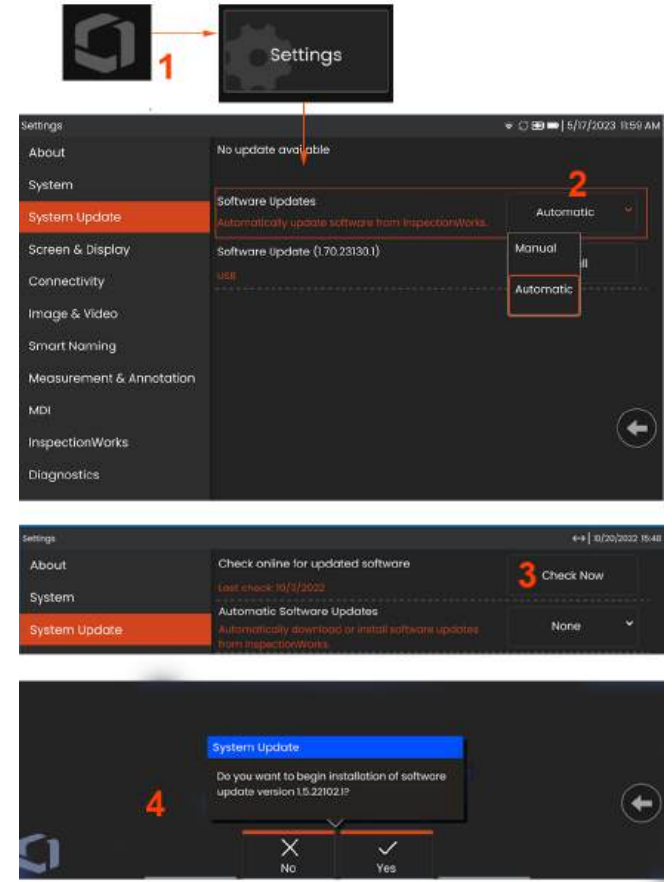 1
Settings
Settings
5/17/2023 11:59 AM
About
No update available
System
2
Software Updates
Automatically update software from InspectionWorks.
Automatic
System Update
Screen & Display
Software Update (1.70.23130.1)
USB
Manual
ll
Automatic
Connectivity
Image & Video
Smart Naming
Measurement & Annotation
MDI
InspectionWorks
Diagnostics
Settings
10/20/2022 15:48
About
Check online for updated software
Last check: 10/3/2022
3
Check Now
System
Automatic Software Updates
Automatically download or install software updates
from InspectionWorks.
None
System Update
System Update
Do you want to begin installation of software
update version 1.5.22102.1?
4
No
Yes